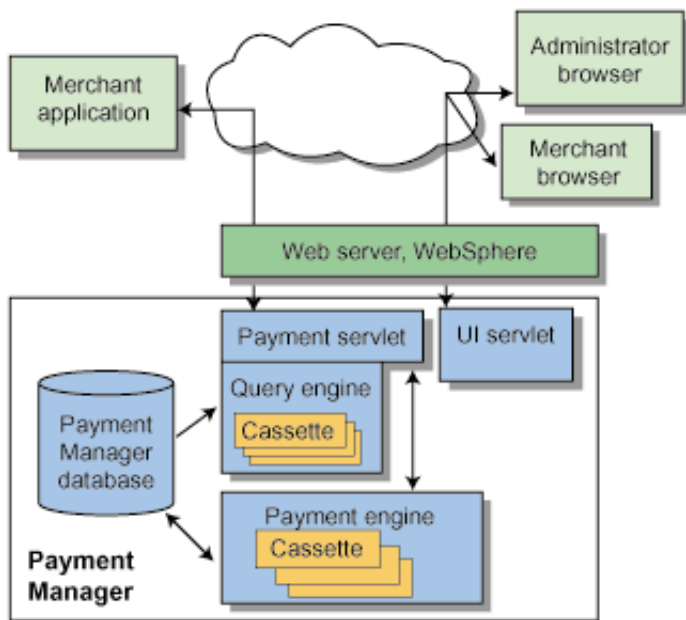 Merchant
application
Administrator
browser
Merchant
browser
Web server, WebSphere
Payment servlet
UI servlet
Query engine
Cassette
Payment
Manager
database
Payment engine
Cassette
Payment
Manager